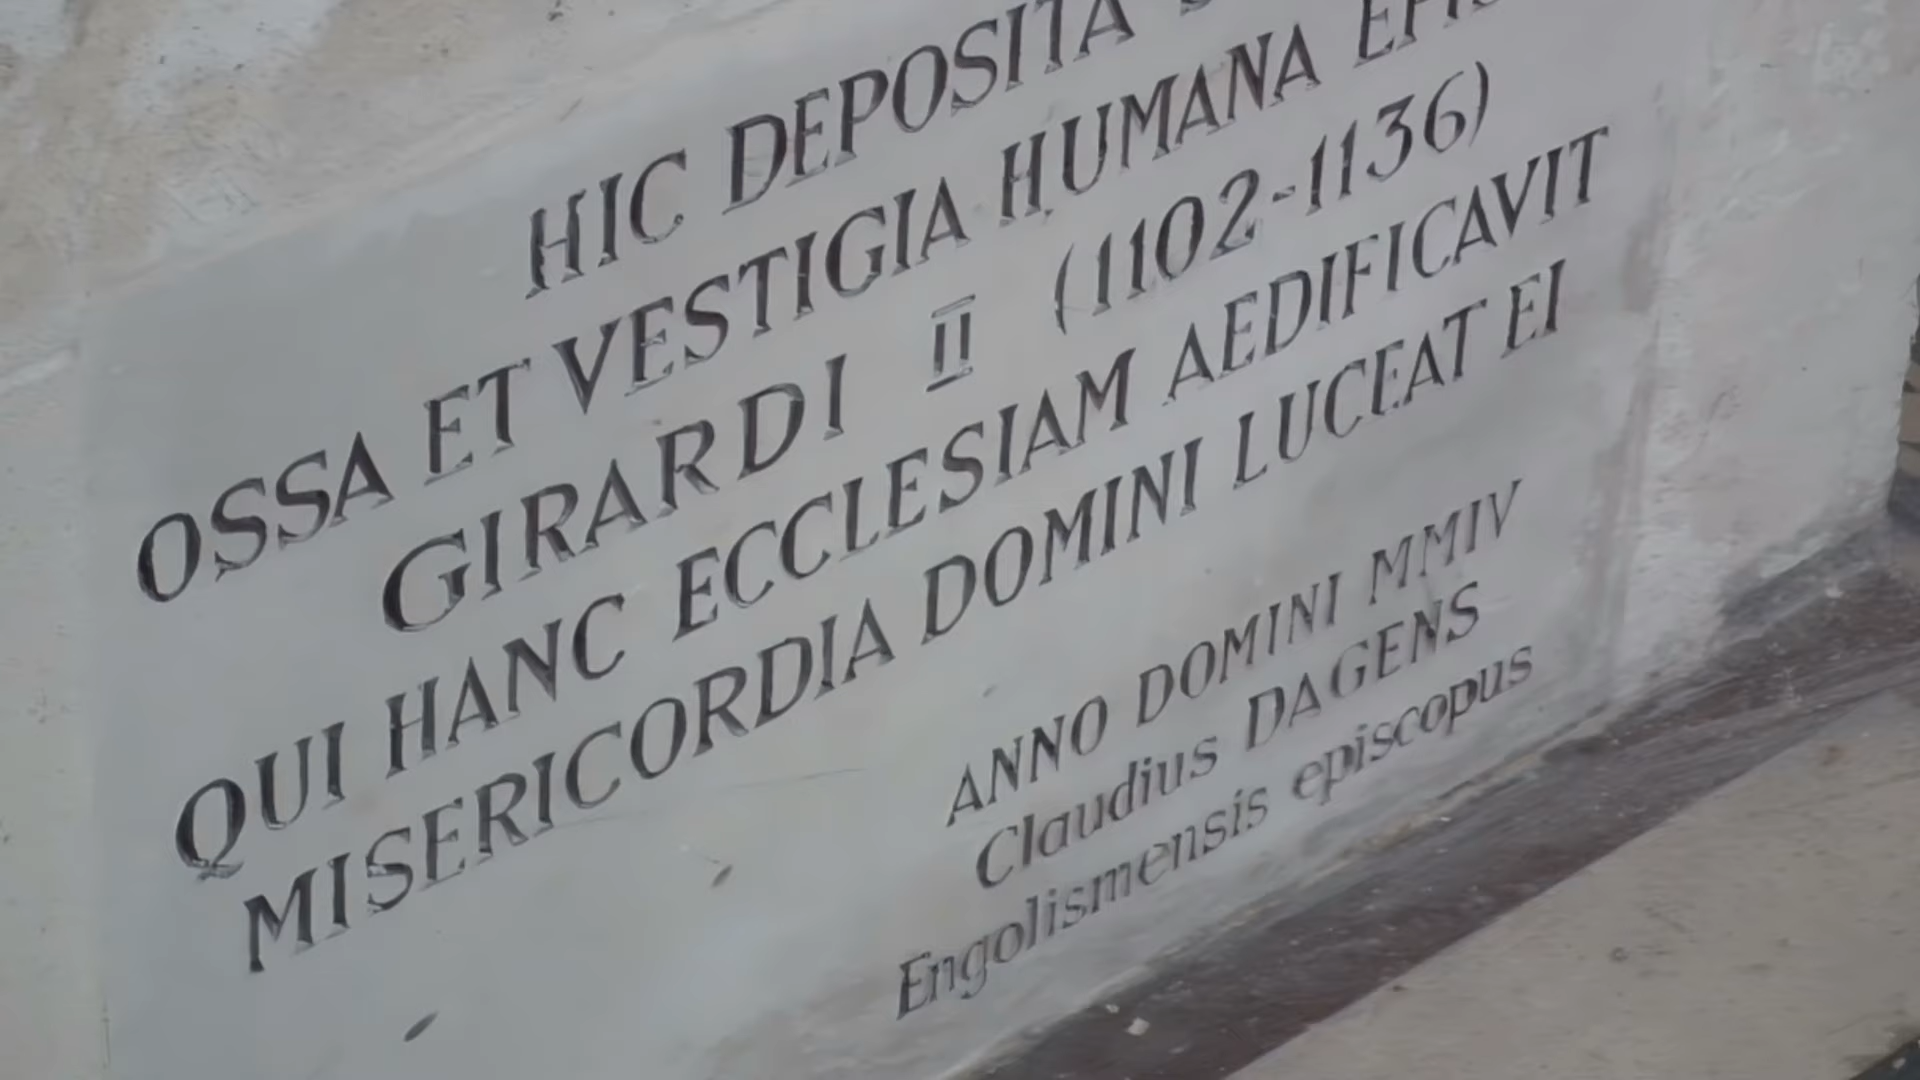 HIC DEPOSITA
OSSA ET VESTIGIA HUMANA
GIRARDI II (1102-1136)
QUI HANC ECCLESIAM AEDIFICAVIT
MISERICORDIA DOMINI LUCEAT EI
ANNO DOMINI MMIV
Claudius DAGENS
Engolismensis episcopus